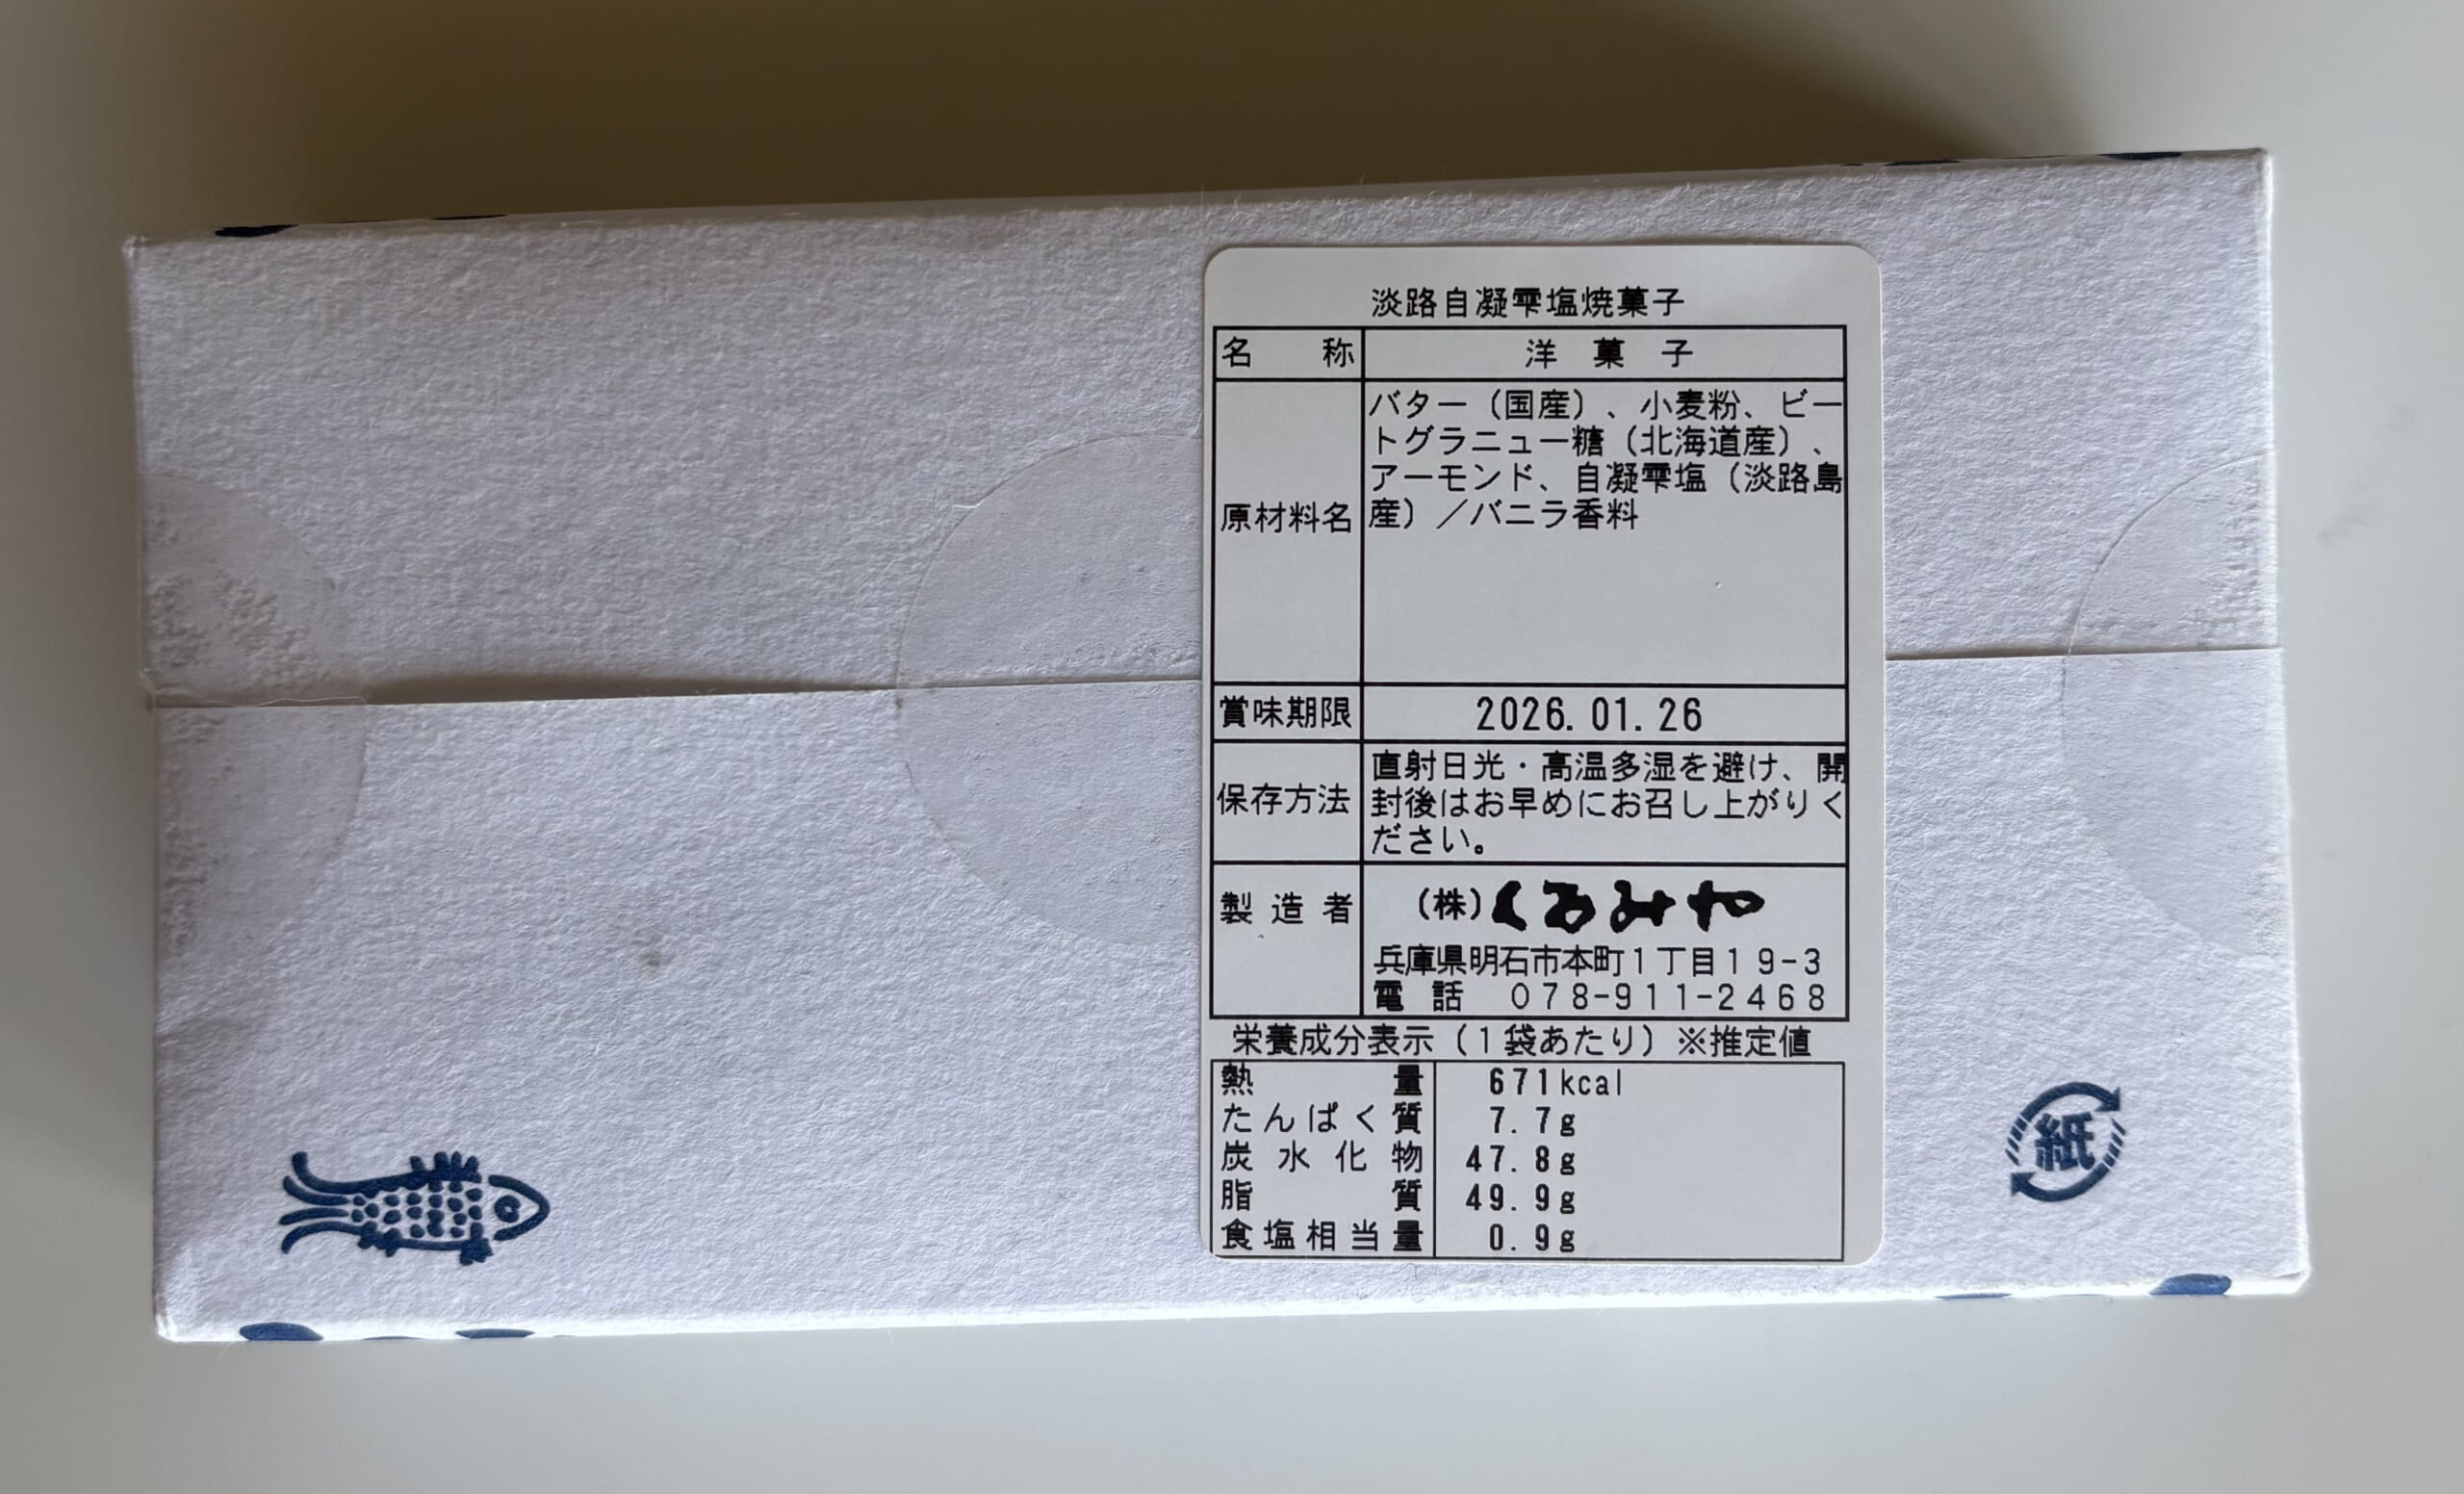 淡路自凝雫塩焼菓子
名称 洋菓子
原材料名 バター（国産）、小麦粉、ビー
トグラニュー糖（北海道産）、
アーモンド、自凝雫塩（淡路島
産）／バニラ香料
賞味期限 2026.01.26
保存方法 直射日光・高温多湿を避け、開
封後はお早めにお召し上がりく
ださい。
製造者 （株）
兵庫県明石市本町1丁目19-3
電話 078-911-2468
栄養成分表示（1袋あたり）※推定値
熱量 671kcal
たんぱく質 7.7g
炭水化物 47.8g
脂質 49.9g
食塩相当量 0.9g
紙